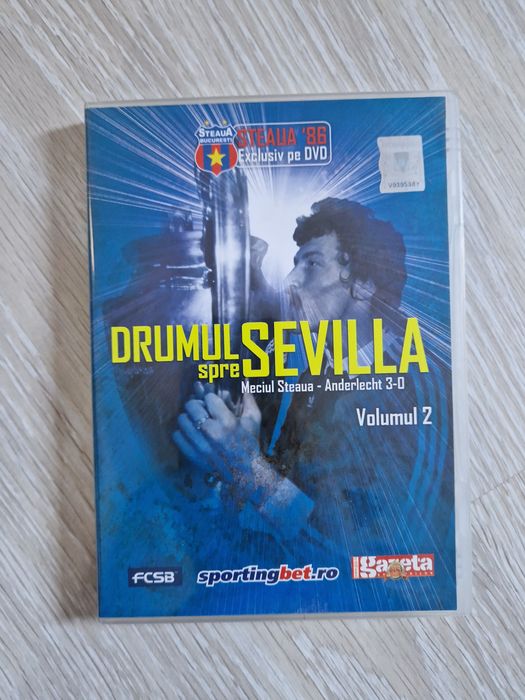 STEAUA
BUCUREȘTI
STEAUA '86
Exclusiv pe DVD
DRUMUL
spre SEVILLA
Meciul Steaua - Anderlecht 3-0
Volumul 2
FCSB
sportingbet.ro
gazeta